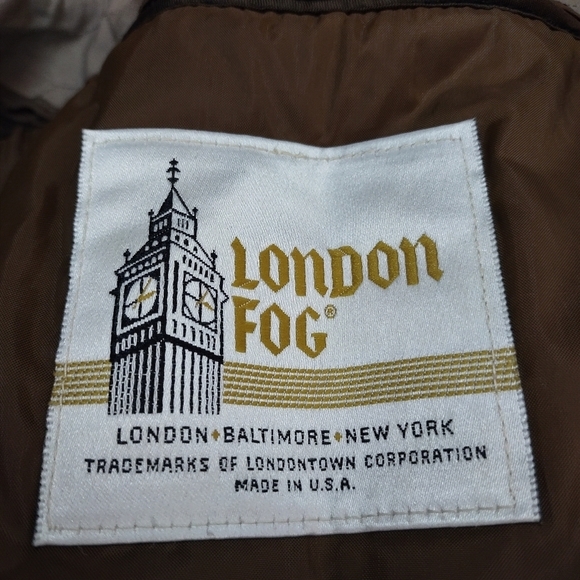 LONDON
FOG®
LONDON♦BALTIMORE♦NEW YORK
TRADEMARKS OF LONDONTOWN CORPORATION
MADE IN U.S.A.